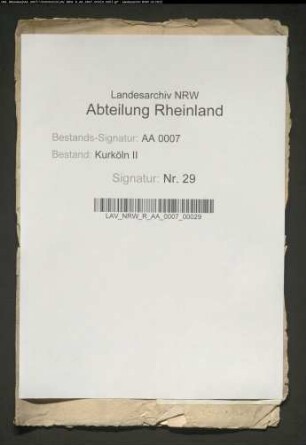 Landesarchiv NRW
Abteilung Rheinland
Bestands-Signatur: AA 0007
Bestand: Kurköln II
Signatur: Nr. 29
LAV_NRW_R_AA_0007_00029